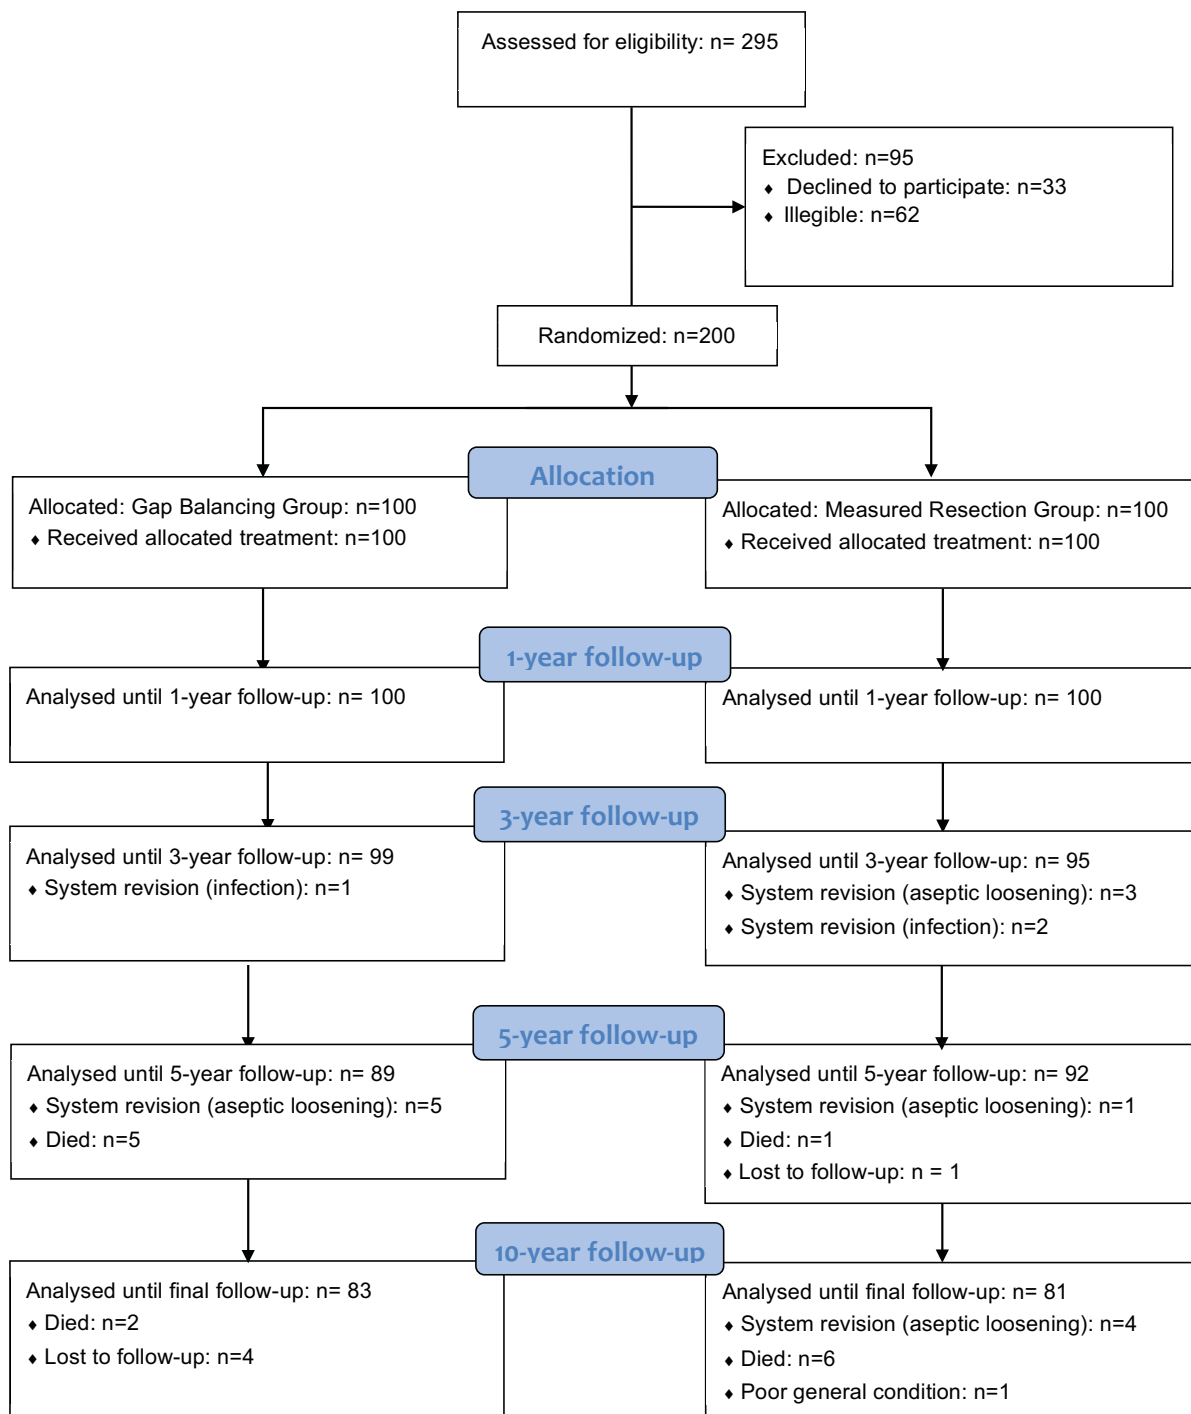 Assessed for eligibility: n= 295
Excluded: n=95
♦ Declined to participate: n=33
♦ Illegible: n=62
Randomized: n=200
Allocation
Allocated: Gap Balancing Group: n=100
♦ Received allocated treatment: n=100
Allocated: Measured Resection Group: n=100
♦ Received allocated treatment: n=100
1-year follow-up
Analysed until 1-year follow-up: n= 100
Analysed until 1-year follow-up: n= 100
3-year follow-up
Analysed until 3-year follow-up: n= 99
♦ System revision (infection): n=1
Analysed until 3-year follow-up: n= 95
♦ System revision (aseptic loosening): n=3
♦ System revision (infection): n=2
5-year follow-up
Analysed until 5-year follow-up: n= 89
♦ System revision (aseptic loosening): n=5
♦ Died: n=5
Analysed until 5-year follow-up: n= 92
♦ System revision (aseptic loosening): n=1
♦ Died: n=1
♦ Lost to follow-up: n = 1
10-year follow-up
Analysed until final follow-up: n= 83
♦ Died: n=2
♦ Lost to follow-up: n=4
Analysed until final follow-up: n= 81
♦ System revision (aseptic loosening): n=4
♦ Died: n=6
♦ Poor general condition: n=1